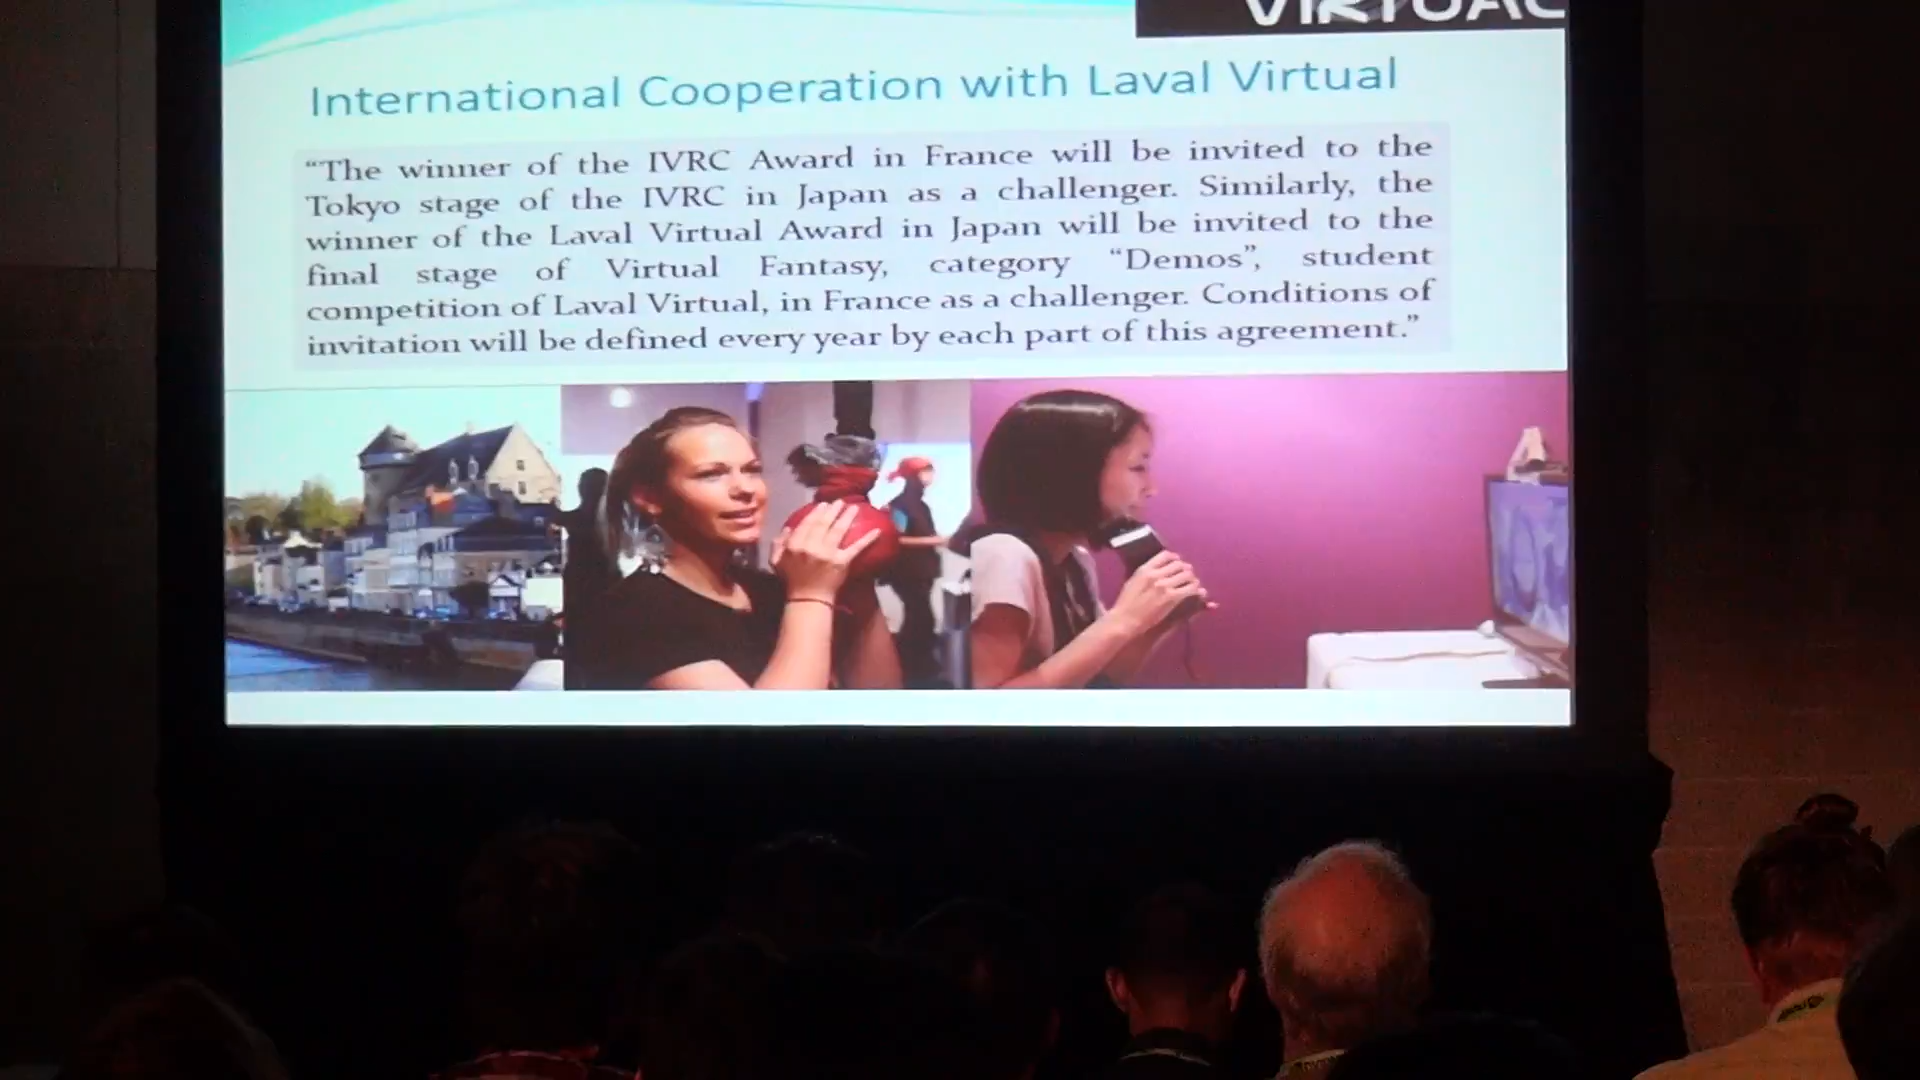 VIRTUAL
International Cooperation with Laval Virtual
“The winner of the IVRC Award in France will be invited to the
Tokyo stage of the IVRC in Japan as a challenger. Similarly, the
winner of the Laval Virtual Award in Japan will be invited to the
final stage of Virtual Fantasy, category “Demos”, student
competition of Laval Virtual, in France as a challenger. Conditions of
invitation will be defined every year by each part of this agreement.”